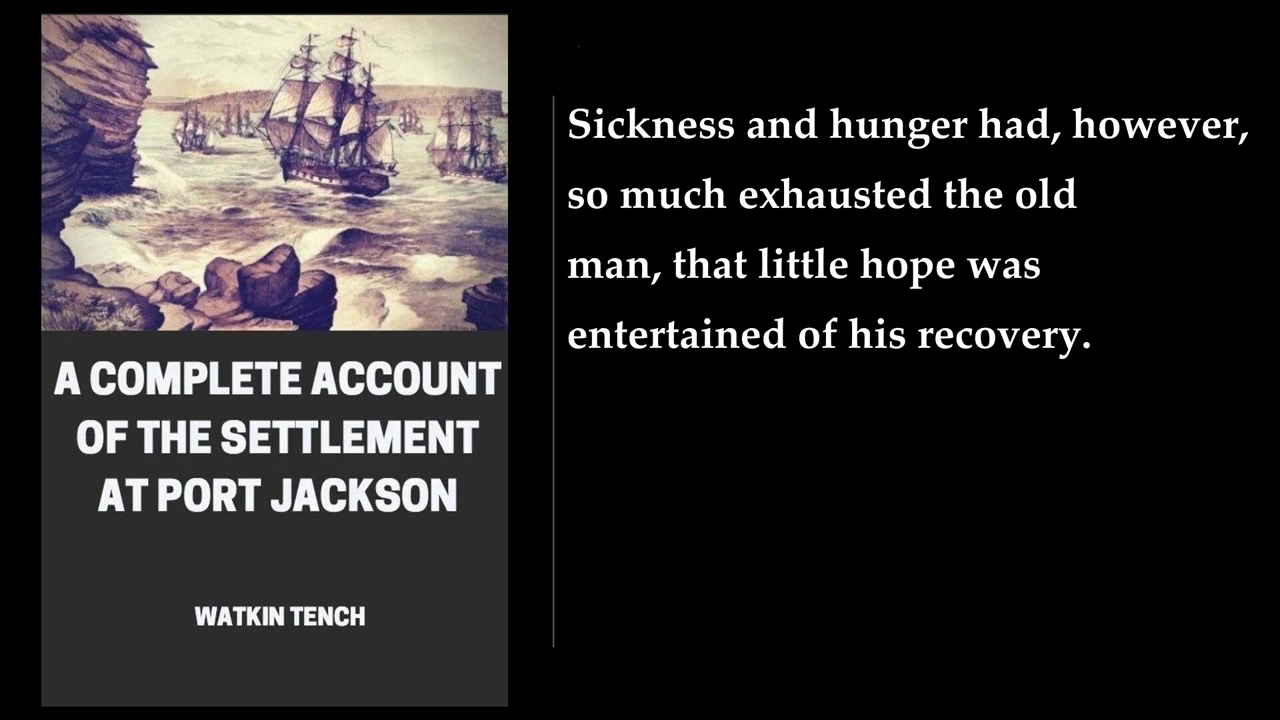 A COMPLETE ACCOUNT
OF THE SETTLEMENT
AT PORT JACKSON
WATKIN TENCH
Sickness and hunger had, however,
so much exhausted the old
man, that little hope was
entertained of his recovery.